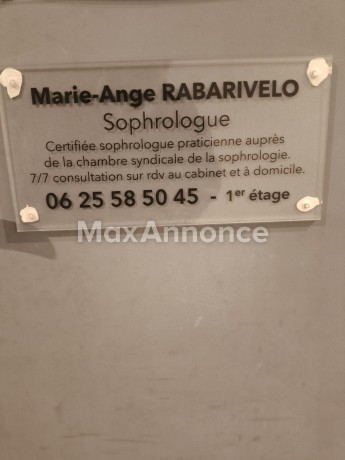 Marie-Ange RABARIVELO
Sophrologue
Certifiée sophrologue praticienne auprès
de la chambre syndicale de la sophrologie.
7/7 consultation sur rdv au cabinet et à domicile.
06 25 58 50 45 - 1er étage
MaxAnnonce